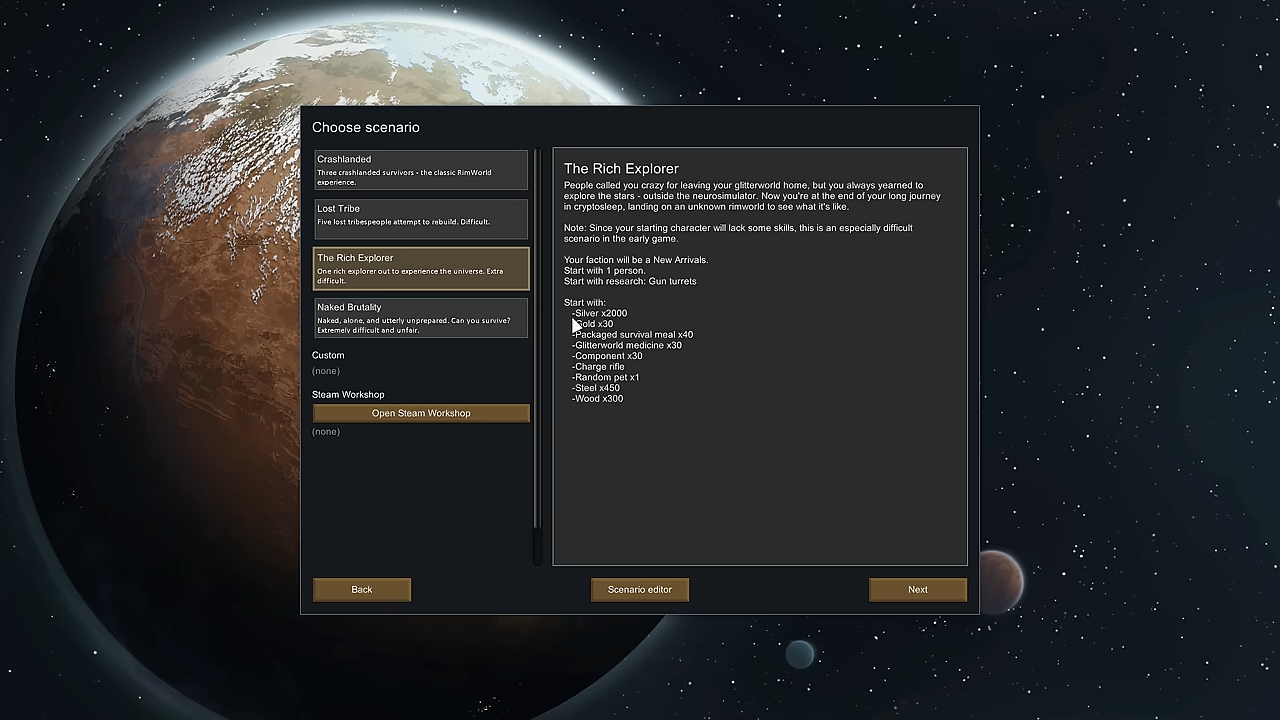 Choose scenario
Crashlanded
Three crashlanded survivors - the classic RimWorld
experience.
Lost Tribe
Five lost tribespeople attempt to rebuild. Difficult.
The Rich Explorer
One rich explorer out to experience the universe. Extra
difficult.
Naked Brutality
Naked, alone, and utterly unprepared. Can you survive?
Extremely difficult and unfair.
Custom
(none)
Steam Workshop
Open Steam Workshop
(none)
The Rich Explorer
People called you crazy for leaving your glitterworld home, but you always yearned to
explore the stars - outside the neurosimulator. Now you're at the end of your long journey
in cryptosleep, landing on an unknown rimworld to see what it's like.
Note: Since your starting character will lack some skills, this is an especially difficult
scenario in the early game.
Your faction will be a New Arrivals.
Start with 1 person.
Start with research: Gun turrets
Start with:
-Silver x2000
-Gold x30
-Packaged survival meal x40
-Glitterworld medicine x30
-Component x30
-Charge rifle
-Random pet x1
-Steel x450
-Wood x300
Back
Scenario editor
Next